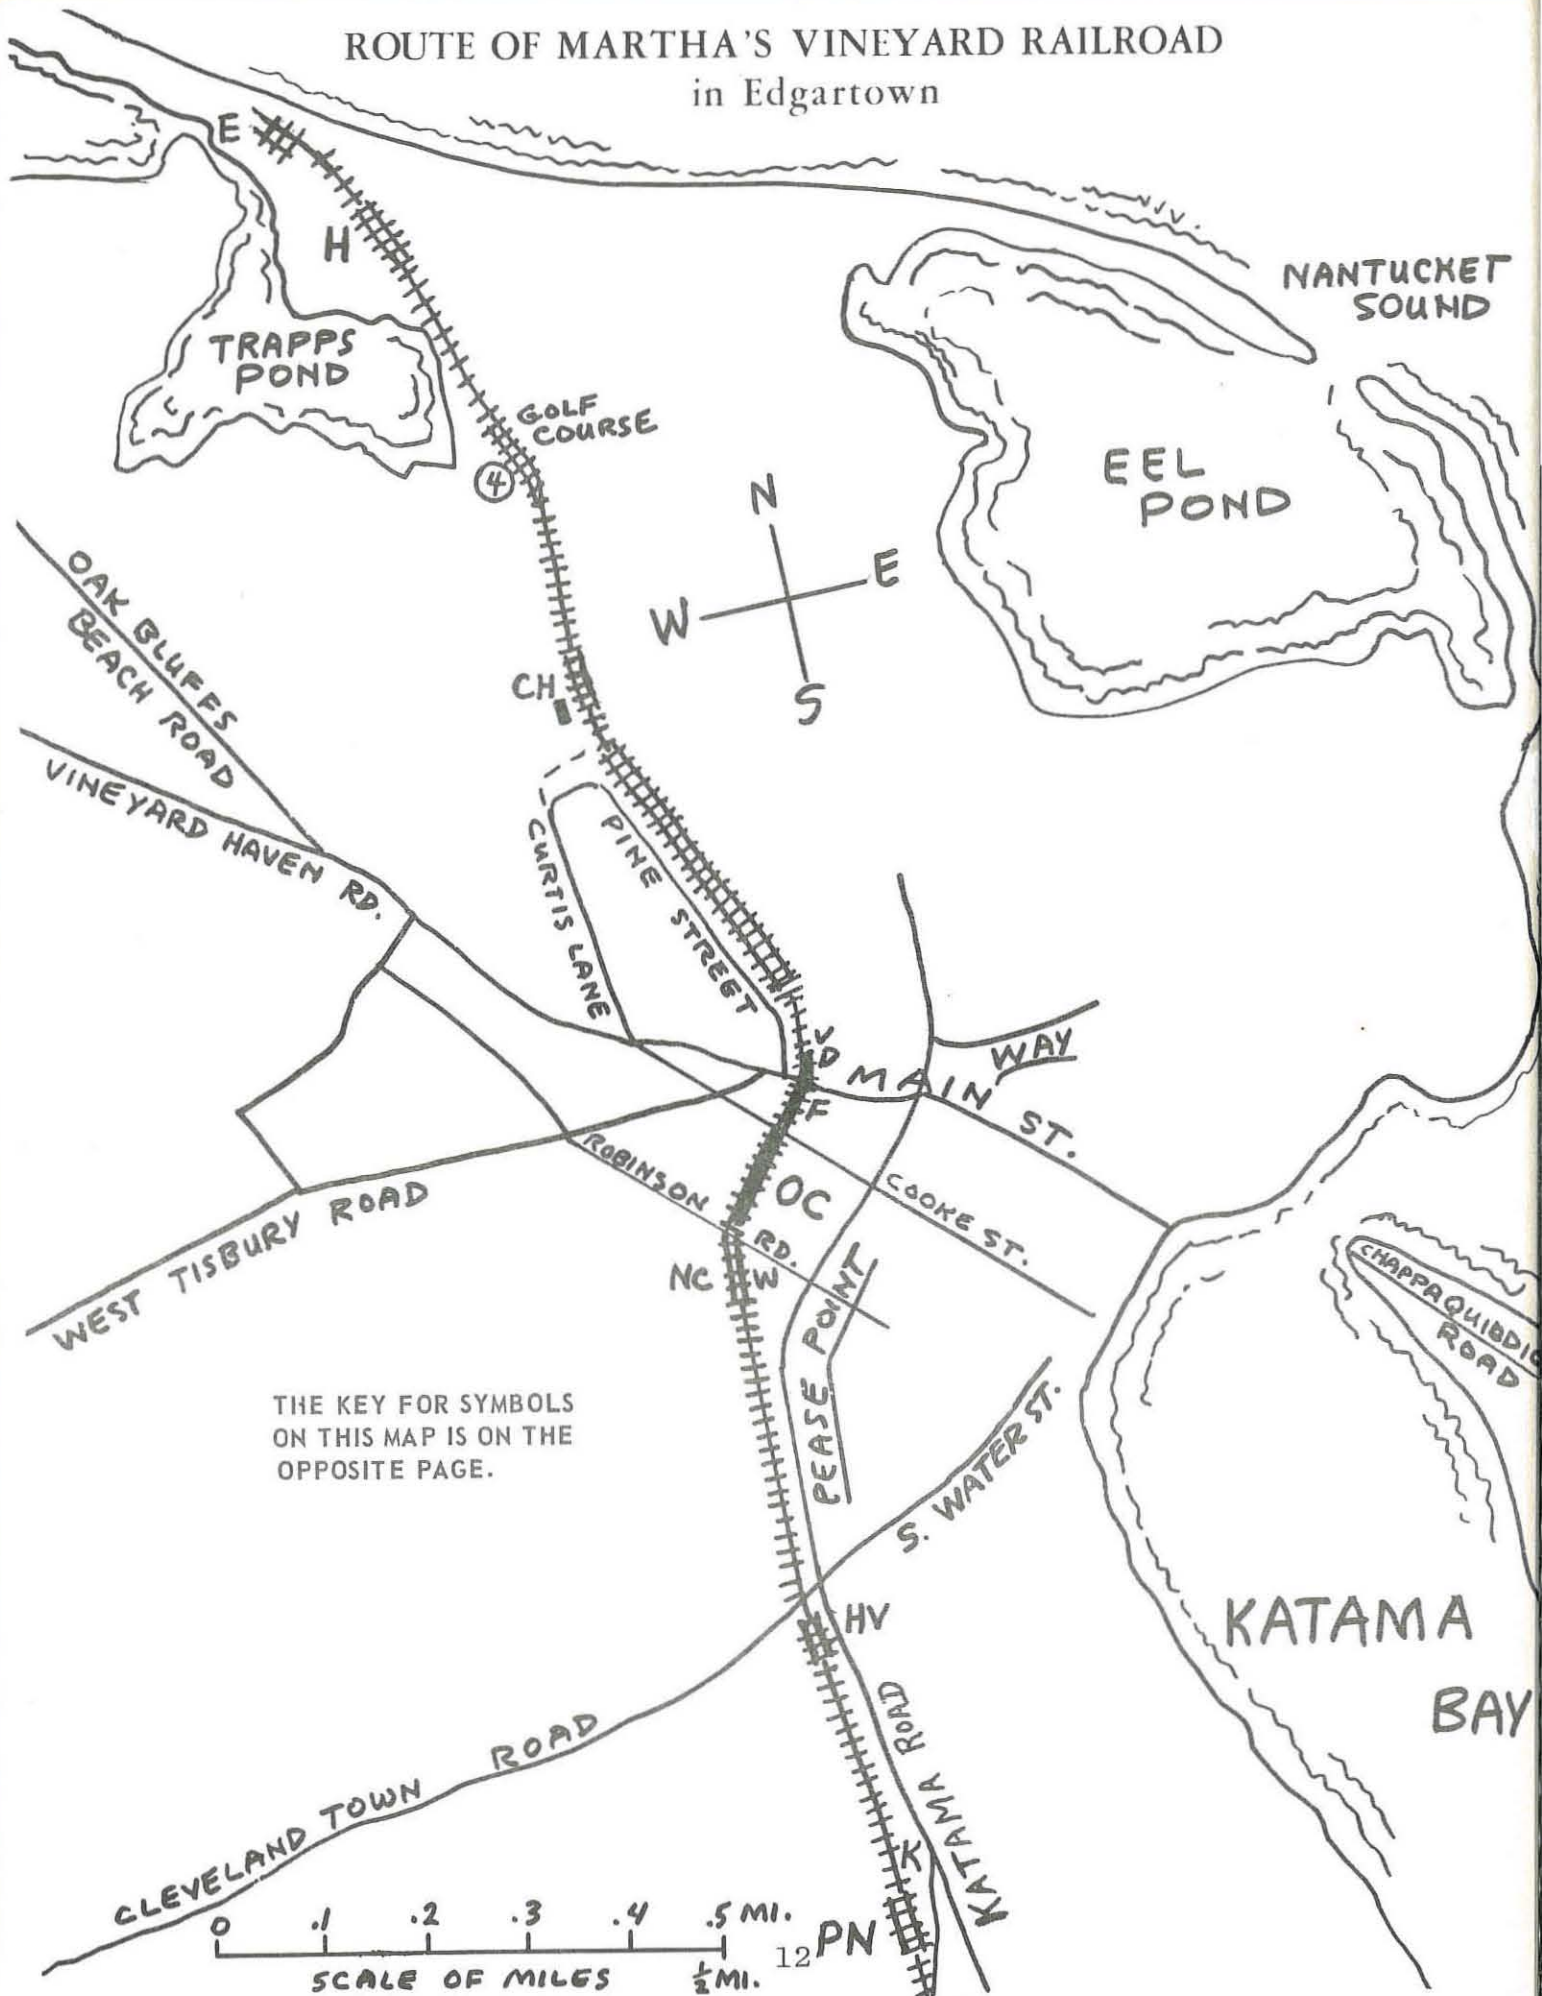 ROUTE OF MARTHA'S VINEYARD RAILROAD
in Edgartown
E
H
NANTUCKET
SOUND
TRAPPS
POND
GOLF
COURSE
4
EEL
POND
N
E
W
S
OAK BLUFFS
BEACH ROAD
CH
VINEYARD HAVEN RD.
CURTIS LANE
PINE STREET
V
D
MAIN ST.
WAY
F
ROBINSON RD.
OC
COOKE ST.
WEST TISBURY ROAD
NC
W
PEASE POINT
CHAPPAQUIDDIC
ROAD
THE KEY FOR SYMBOLS
ON THIS MAP IS ON THE
OPPOSITE PAGE.
S. WATER ST.
HV
KATAMA
BAY
KATAMA ROAD
CLEVELAND TOWN ROAD
K
PN
0 .1 .2 .3 .4 .5 MI.
SCALE OF MILES ½ MI.
12